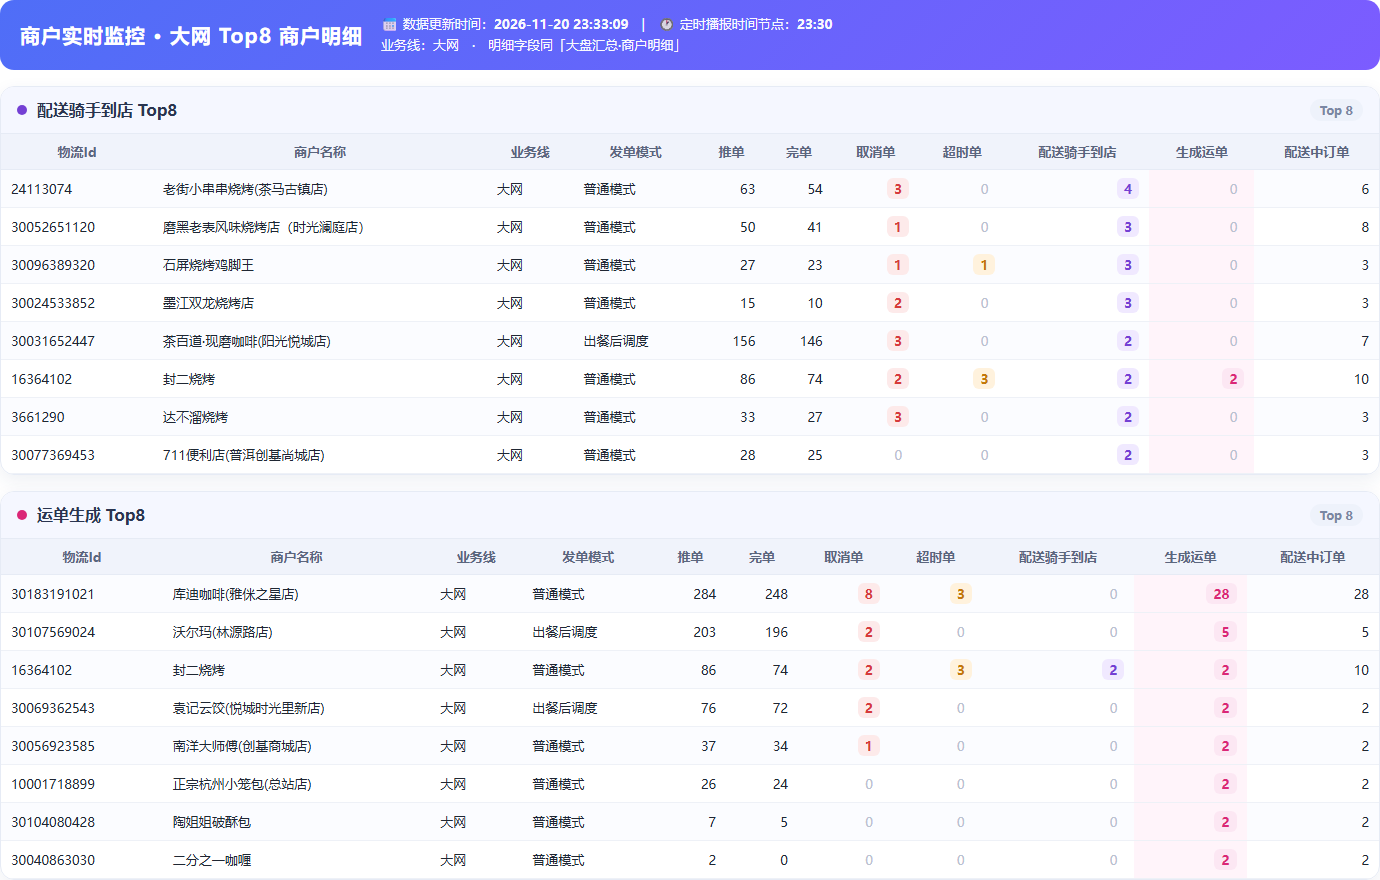 商户实时监控 • 大网 Top8 商户明细
数据更新时间：2026-11-20 23:33:09 | 定时播报时间节点：23:30
业务线：大网 · 明细字段同「大盘汇总·商户明细」
配送骑手到店 Top8 Top 8
物流Id 商户名称 业务线 发单模式 推单 完单 取消单 超时单 配送骑手到店 生成运单 配送中订单
24113074 老街小串串烧烤(茶马古镇店) 大网 普通模式 63 54 3 0 4 0 6
30052651120 磨黑老表风味烧烤店（时光澜庭店） 大网 普通模式 50 41 1 0 3 0 8
30096389320 石屏烧烤鸡脚王 大网 普通模式 27 23 1 1 3 0 3
30024533852 墨江双龙烧烤店 大网 普通模式 15 10 2 0 3 0 3
30031652447 茶百道·现磨咖啡(阳光悦城店) 大网 出餐后调度 156 146 3 0 2 0 7
16364102 封二烧烤 大网 普通模式 86 74 2 3 2 2 10
3661290 达不溜烧烤 大网 普通模式 33 27 3 0 2 0 3
30077369453 711便利店(普洱创基尚城店) 大网 普通模式 28 25 0 0 2 0 3
运单生成 Top8 Top 8
物流Id 商户名称 业务线 发单模式 推单 完单 取消单 超时单 配送骑手到店 生成运单 配送中订单
30183191021 库迪咖啡(雅俫之星店) 大网 普通模式 284 248 8 3 0 28 28
30107569024 沃尔玛(林源路店) 大网 出餐后调度 203 196 2 0 0 5 5
16364102 封二烧烤 大网 普通模式 86 74 2 3 2 2 10
30069362543 袁记云饺(悦城时光里新店) 大网 出餐后调度 76 72 2 0 0 2 2
30056923585 南洋大师傅(创基商城店) 大网 普通模式 37 34 1 0 0 2 2
10001718899 正宗杭州小笼包(总站店) 大网 普通模式 26 24 0 0 0 2 2
30104080428 陶姐姐破酥包 大网 普通模式 7 5 0 0 0 2 2
30040863030 二分之一咖喱 大网 普通模式 2 0 0 0 0 2 2